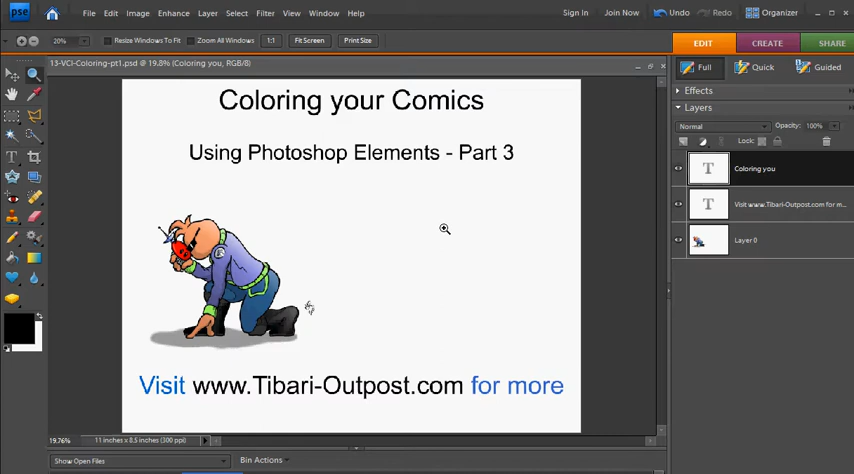 pse File Edit Image Enhance Layer Select Filter View Window Help Sign In Join Now Undo Redo Organizer
20% Resize Windows To Fit Zoom All Windows 1:1 Fit Screen Print Size EDIT CREATE SHARE
13-VCI-Coloring-pt1.psd @ 19.8% (Coloring you, RGB/8)
Full Quick Guided
Effects
Layers
Normal Opacity: 100%
Lock:
Coloring your Comics
Using Photoshop Elements - Part 3
T Coloring you
T Visit www.Tibari-Outpost.com for m...
Layer 0
Visit www.Tibari-Outpost.com for more
19.76% 11 inches x 8.5 inches (300 ppi)
Show Open Files Bin Actions